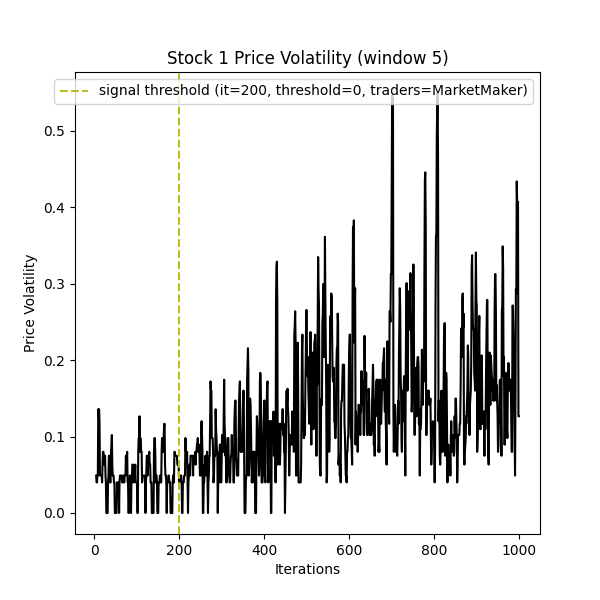 Stock 1 Price Volatility (window 5)
signal threshold (it=200, threshold=0, traders=MarketMaker)
0.5
0.4
0.3
0.2
0.1
0.0
Price Volatility
0 200 400 600 800 1000
Iterations